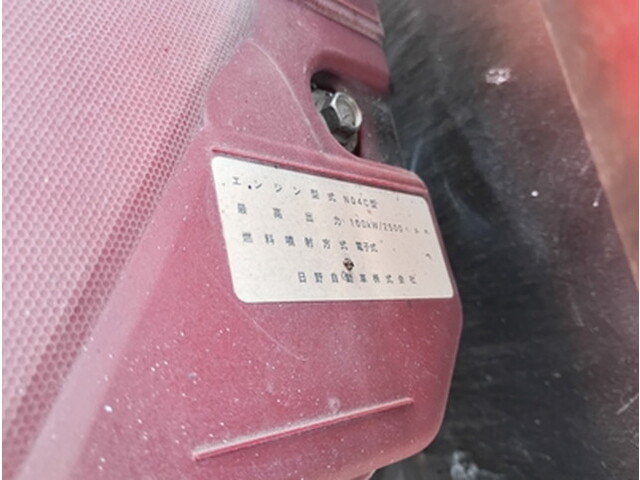 エンジン型式 N04C型
最高出力 100kW/2500
燃料噴射方式 電子式
日野自動車株式会社